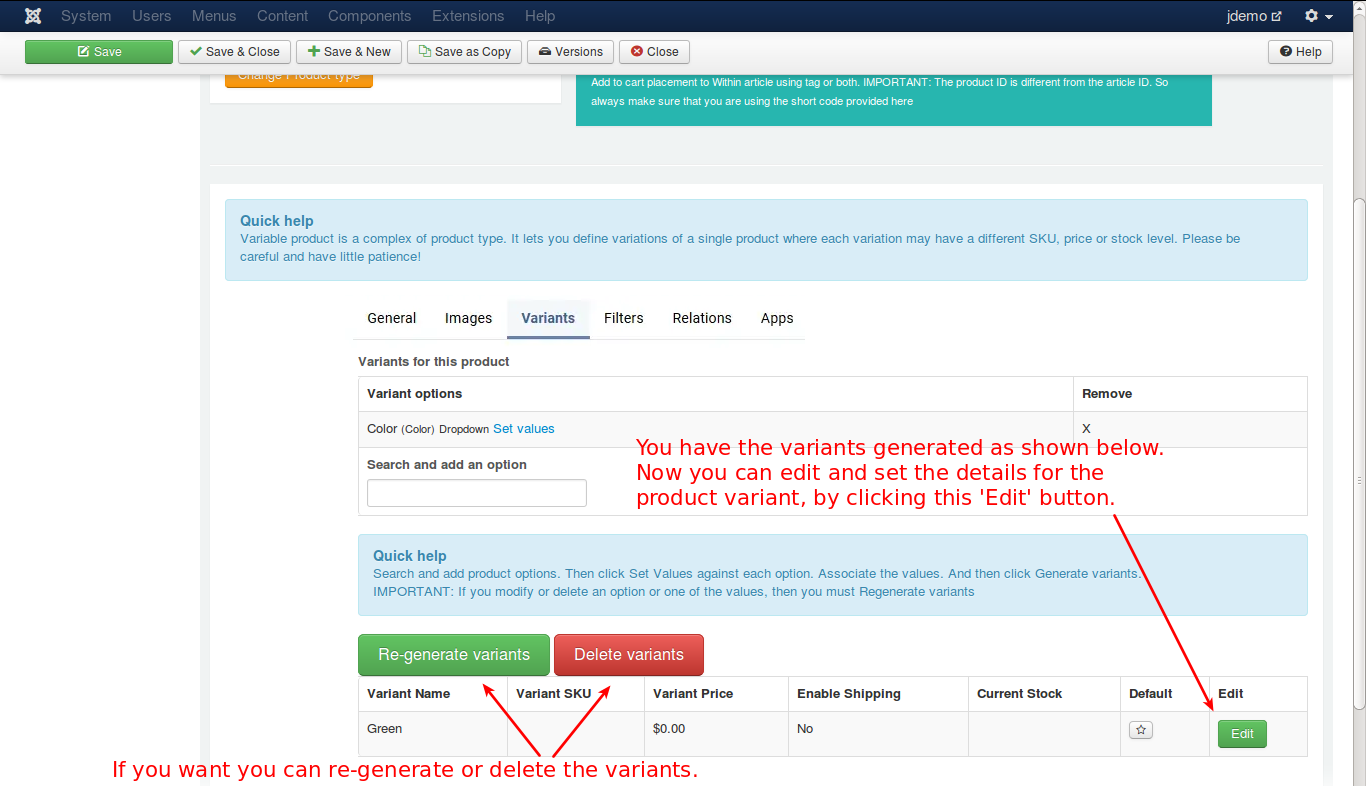 System Users Menus Content Components Extensions Help jdemo
Save Save & Close Save & New Save as Copy Versions Close Help
Change Product type
Add to cart placement to Within article using tag or both. IMPORTANT: The product ID is different from the article ID. So
always make sure that you are using the short code provided here
Quick help
Variable product is a complex of product type. It lets you define variations of a single product where each variation may have a different SKU, price or stock level. Please be
careful and have little patience!
General Images Variants Filters Relations Apps
Variants for this product
Variant options Remove
Color (Color) Dropdown Set values X
Search and add an option
You have the variants generated as shown below.
Now you can edit and set the details for the
product variant, by clicking this 'Edit' button.
Quick help
Search and add product options. Then click Set Values against each option. Associate the values. And then click Generate variants.
IMPORTANT: If you modify or delete an option or one of the values, then you must Regenerate variants
Re-generate variants Delete variants
Variant Name Variant SKU Variant Price Enable Shipping Current Stock Default Edit
Green $0.00 No Edit
If you want you can re-generate or delete the variants.